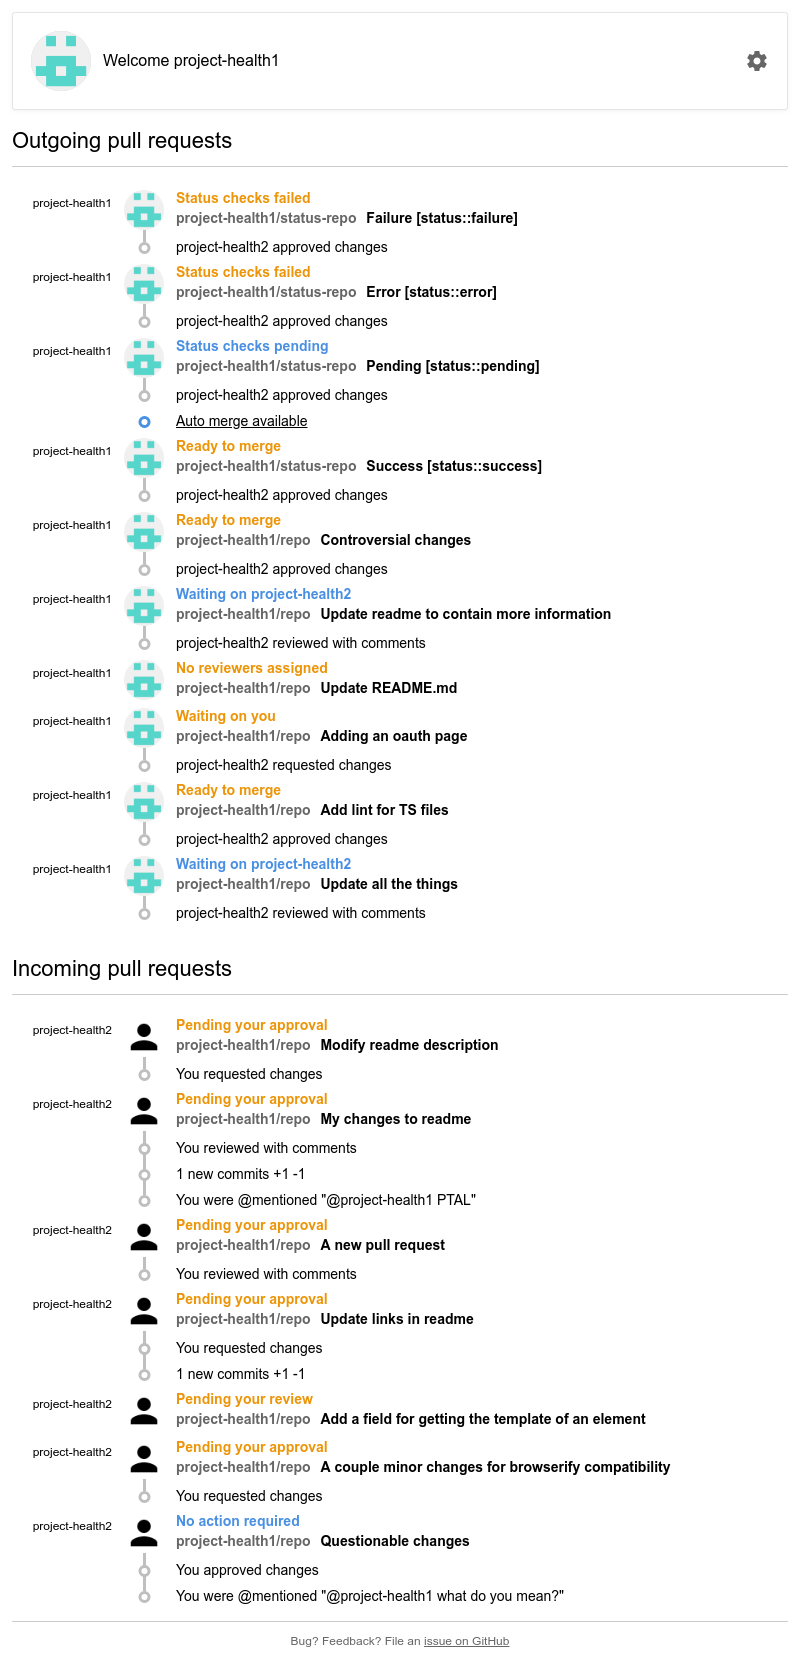 Welcome project-health1
Outgoing pull requests
project-health1
Status checks failed
project-health1/status-repo Failure [status::failure]
project-health2 approved changes
project-health1
Status checks failed
project-health1/status-repo Error [status::error]
project-health2 approved changes
project-health1
Status checks pending
project-health1/status-repo Pending [status::pending]
project-health2 approved changes
Auto merge available
project-health1
Ready to merge
project-health1/status-repo Success [status::success]
project-health2 approved changes
project-health1
Ready to merge
project-health1/repo Controversial changes
project-health2 approved changes
project-health1
Waiting on project-health2
project-health1/repo Update readme to contain more information
project-health2 reviewed with comments
project-health1
No reviewers assigned
project-health1/repo Update README.md
project-health1
Waiting on you
project-health1/repo Adding an oauth page
project-health2 requested changes
project-health1
Ready to merge
project-health1/repo Add lint for TS files
project-health2 approved changes
project-health1
Waiting on project-health2
project-health1/repo Update all the things
project-health2 reviewed with comments
Incoming pull requests
project-health2
Pending your approval
project-health1/repo Modify readme description
You requested changes
project-health2
Pending your approval
project-health1/repo My changes to readme
You reviewed with comments
1 new commits +1 -1
You were @mentioned "@project-health1 PTAL"
project-health2
Pending your approval
project-health1/repo A new pull request
You reviewed with comments
project-health2
Pending your approval
project-health1/repo Update links in readme
You requested changes
1 new commits +1 -1
project-health2
Pending your review
project-health1/repo Add a field for getting the template of an element
project-health2
Pending your approval
project-health1/repo A couple minor changes for browserify compatibility
You requested changes
project-health2
No action required
project-health1/repo Questionable changes
You approved changes
You were @mentioned "@project-health1 what do you mean?"
Bug? Feedback? File an issue on GitHub